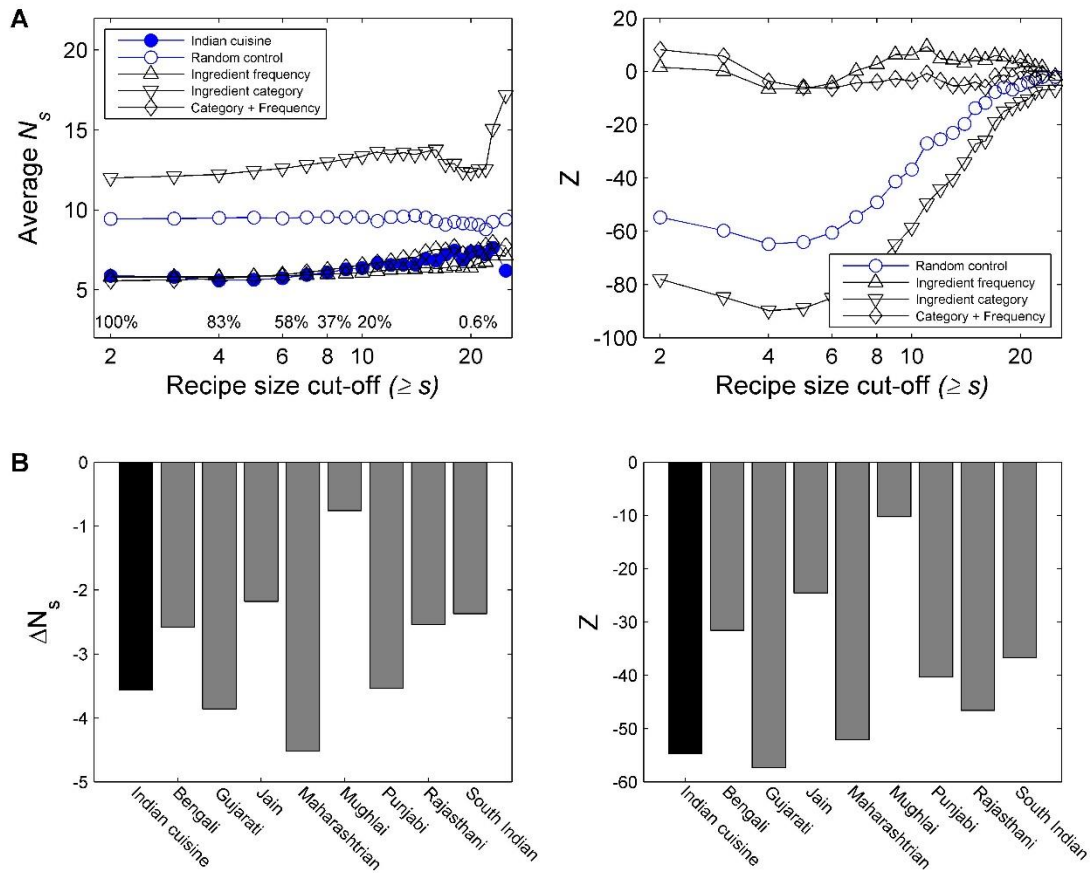 A
Average Ns
20
15
10
5
Indian cuisine
Random control
Ingredient frequency
Ingredient category
Category + Frequency
100% 83% 58% 37% 20% 0.6%
2 4 6 8 10 20
Recipe size cut-off (≥ s)
Z
20
0
-20
-40
-60
-80
-100
Random control
Ingredient frequency
Ingredient category
Category + Frequency
2 4 6 8 10 20
Recipe size cut-off (≥ s)
B
ΔNs
0
-1
-2
-3
-4
-5
Indian cuisine
Bengali
Gujarati
Jain
Maharashtrian
Mughlai
Punjabi
Rajasthani
South Indian
Z
0
-10
-20
-30
-40
-50
-60
Indian cuisine
Bengali
Gujarati
Jain
Maharashtrian
Mughlai
Punjabi
Rajasthani
South Indian